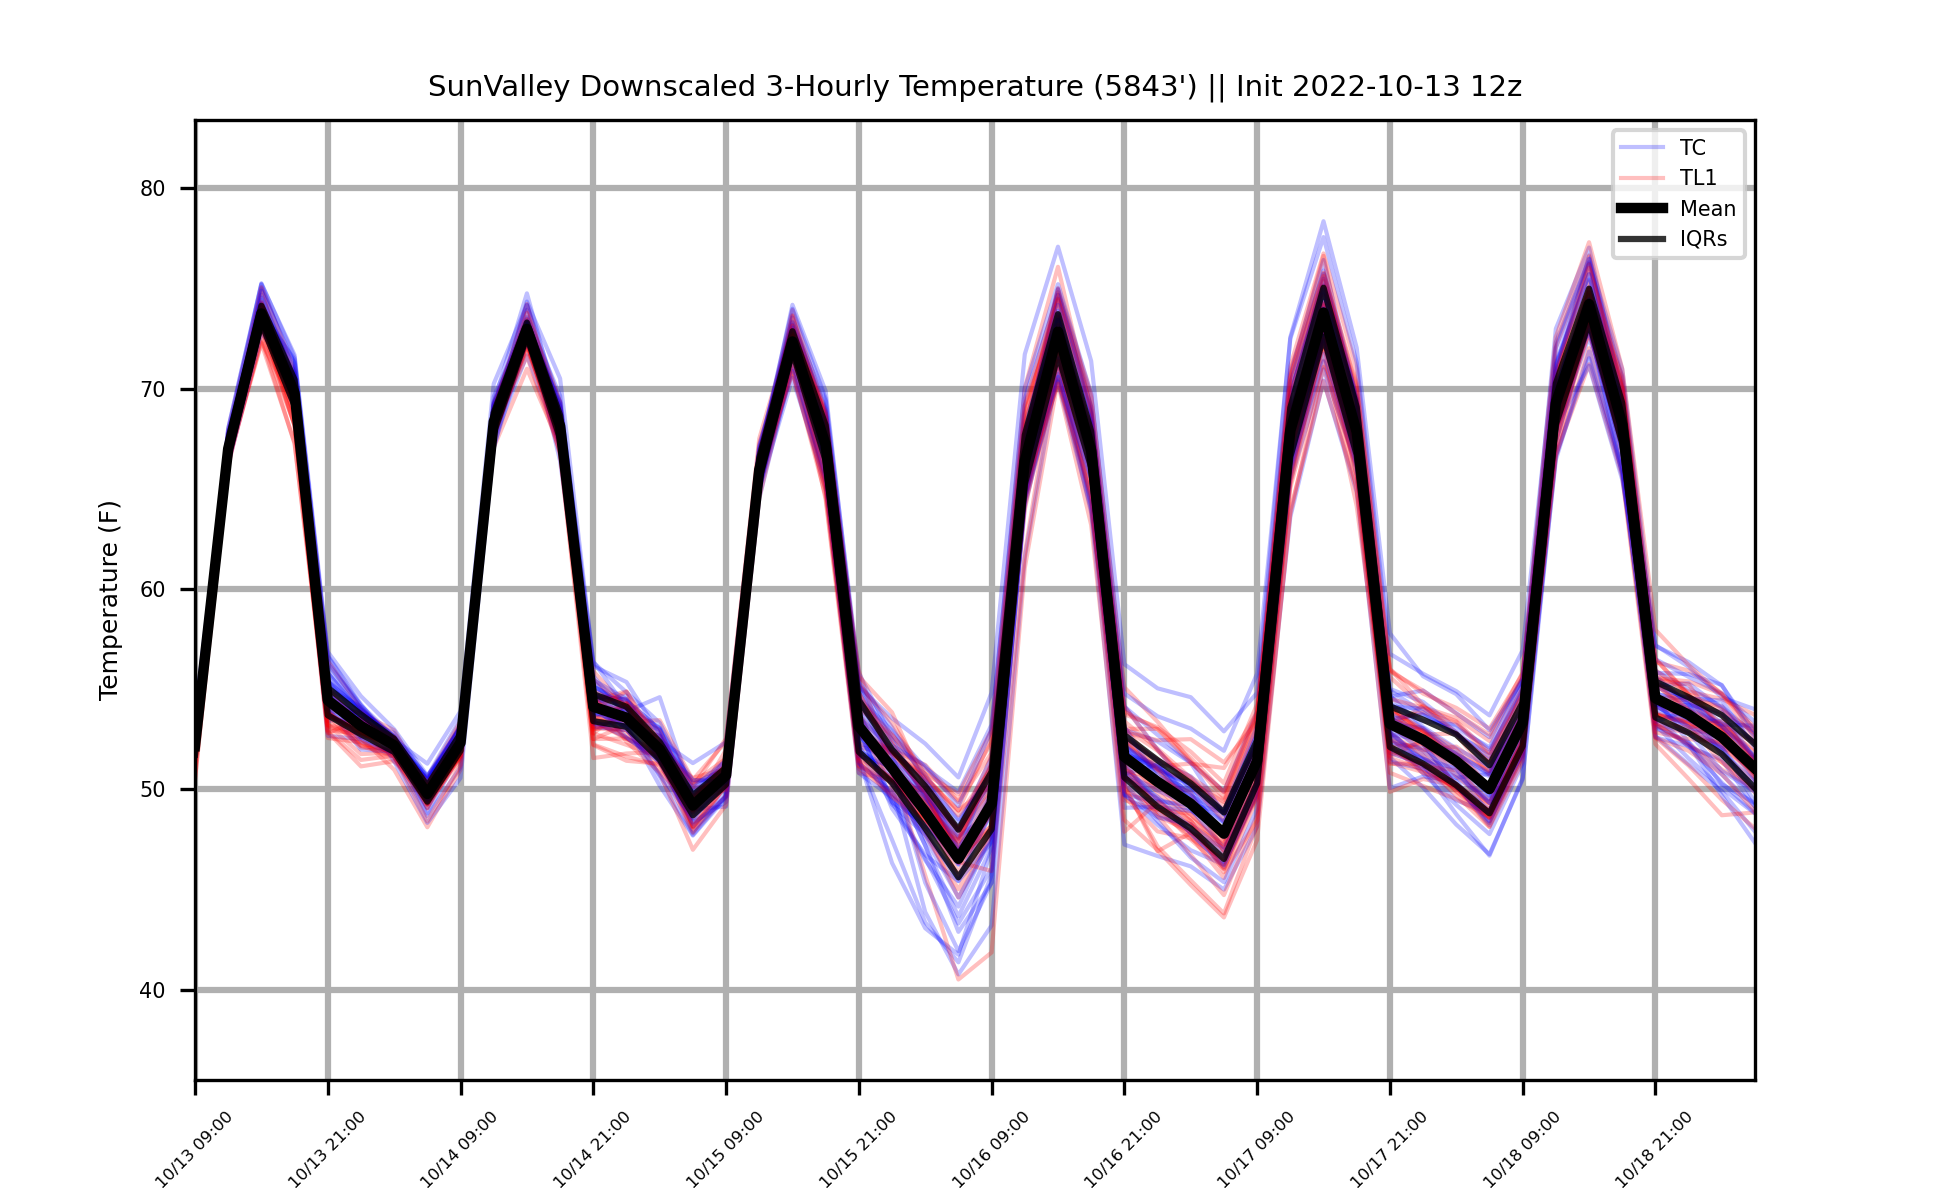 SunValley Downscaled 3-Hourly Temperature (5843') || Init 2022-10-13 12z
TC
TL1
Mean
IQRs
Temperature (F)
80
70
60
50
40
10/13 09:00
10/13 21:00
10/14 09:00
10/14 21:00
10/15 09:00
10/15 21:00
10/16 09:00
10/16 21:00
10/17 09:00
10/17 21:00
10/18 09:00
10/18 21:00